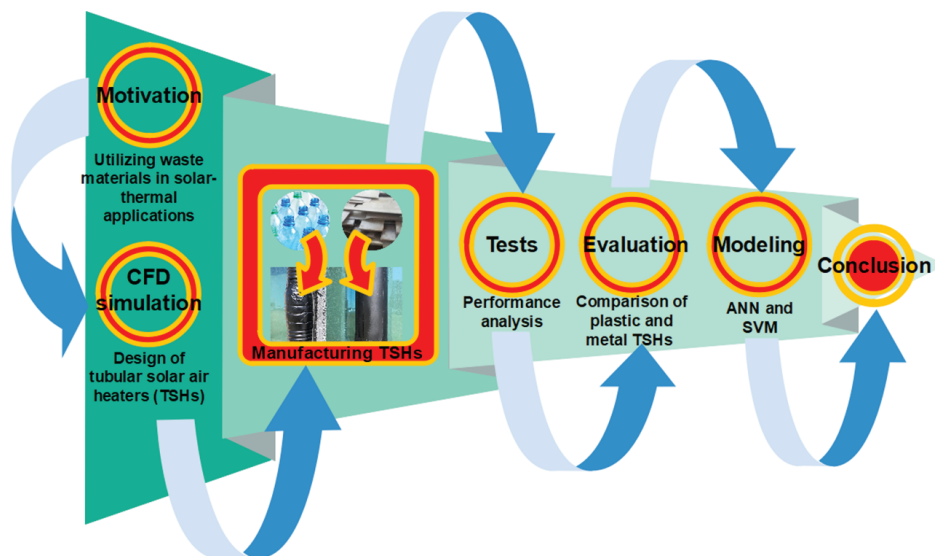 Motivation
Utilizing waste
materials in solar-
thermal
applications
CFD
simulation
Design of
tubular solar air
heaters (TSHs)
Manufacturing TSHs
Tests
Performance
analysis
Evaluation
Comparison of
plastic and
metal TSHs
Modeling
ANN and
SVM
Conclusion